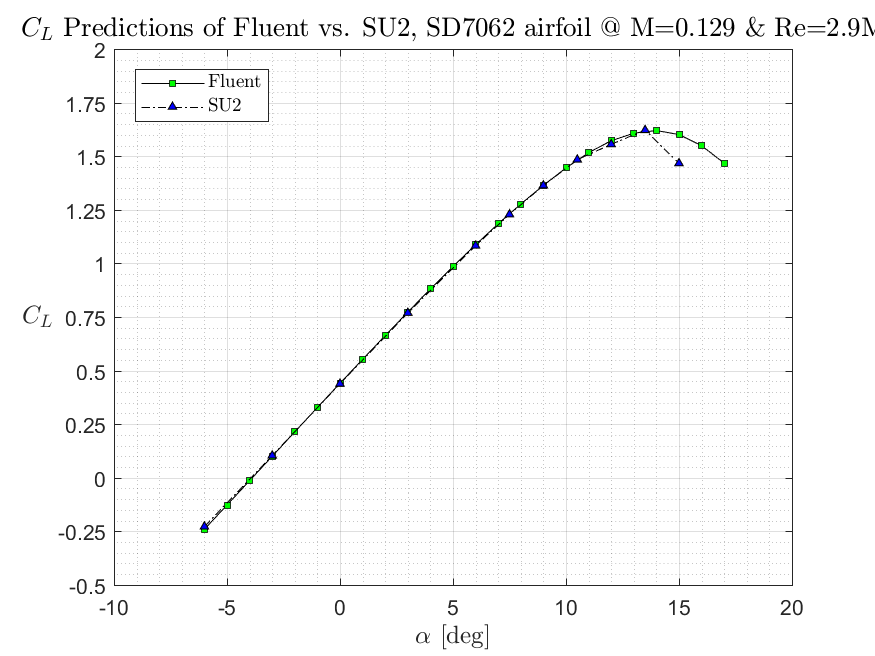 C_L Predictions of Fluent vs. SU2, SD7062 airfoil @ M=0.129 & Re=2.9M
Fluent
SU2
2
1.75
1.5
1.25
1
0.75
0.5
0.25
0
-0.25
-0.5
C_L
-10 -5 0 5 10 15 20
α [deg]